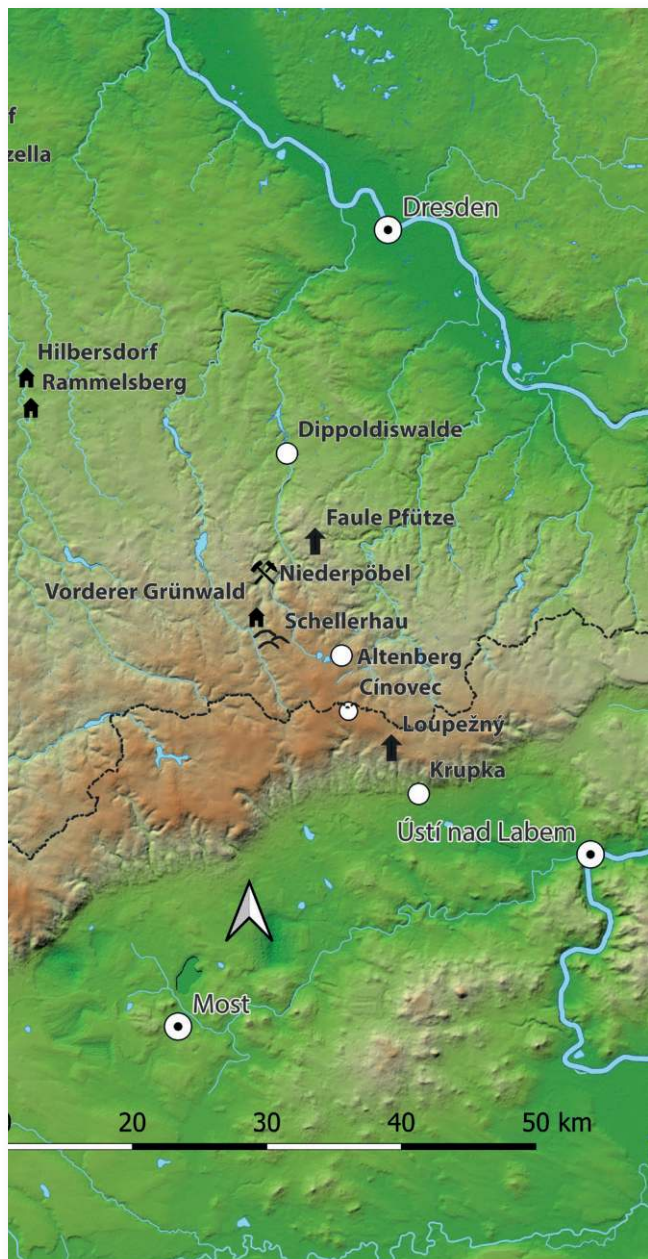 f
zella
Dresden
Hilbersdorf
Rammelsberg
Dippoldiswalde
Faule Pfütze
Niederpöbel
Vorderer Grünwald
Schellerhau
Altenberg
Cínovec
Loupežný
Krupka
Ústí nad Labem
Most
20 30 40 50 km